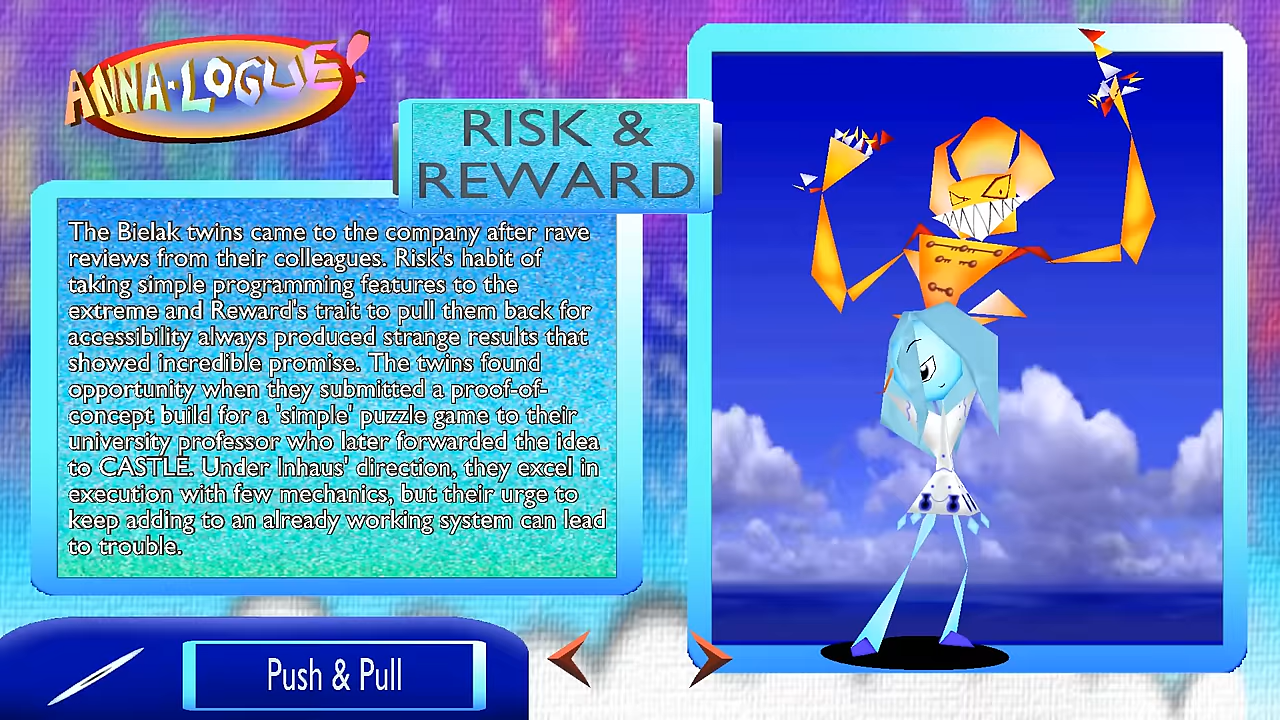 ANNA-LOGUE!
RISK &
REWARD
The Bielak twins came to the company after rave
reviews from their colleagues. Risk's habit of
taking simple programming features to the
extreme and Reward's trait to pull them back for
accessibility always produced strange results that
showed incredible promise. The twins found
opportunity when they submitted a proof-of-
concept build for a 'simple' puzzle game to their
university professor who later forwarded the idea
to CASTLE. Under Inhaus' direction, they excel in
execution with few mechanics, but their urge to
keep adding to an already working system can lead
to trouble.
Push & Pull